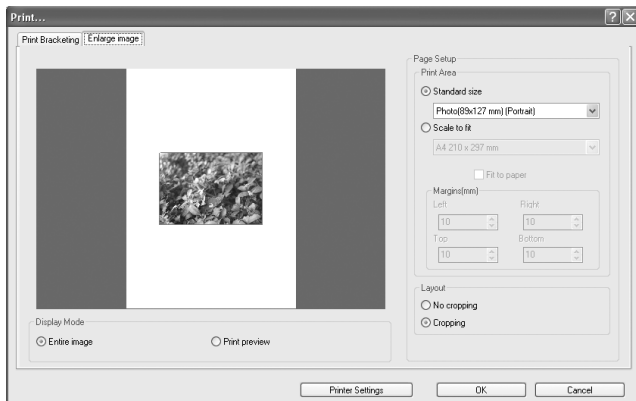 Print...
Print Bracketing
Enlarge image
Page Setup
Print Area
Standard size
Photo(89x127 mm) (Portrait)
Scale to fit
A4 210 x 297 mm
Fit to paper
Margins(mm)
Left Right
10 10
Top Bottom
10 10
Layout
No cropping
Cropping
Display Mode
Entire image Print preview
Printer Settings OK Cancel